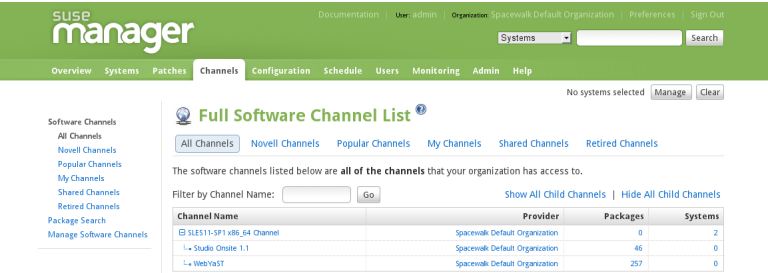 suse
manager
Documentation | User: admin | Organization: Spacewalk Default Organization | Preferences | Sign Out
Systems Search
Overview Systems Patches Channels Configuration Schedule Users Monitoring Admin Help
No systems selected Manage Clear
Software Channels
All Channels
Novell Channels
Popular Channels
My Channels
Shared Channels
Retired Channels
Package Search
Manage Software Channels
Full Software Channel List ?
All Channels Novell Channels Popular Channels My Channels Shared Channels Retired Channels
The software channels listed below are all of the channels that your organization has access to.
Filter by Channel Name: Go Show All Child Channels | Hide All Child Channels
Channel Name Provider Packages Systems
SLES11-SP1 x86_64 Channel Spacewalk Default Organization 0 2
Studio Onsite 1.1 Spacewalk Default Organization 46 0
WebYaST Spacewalk Default Organization 257 0